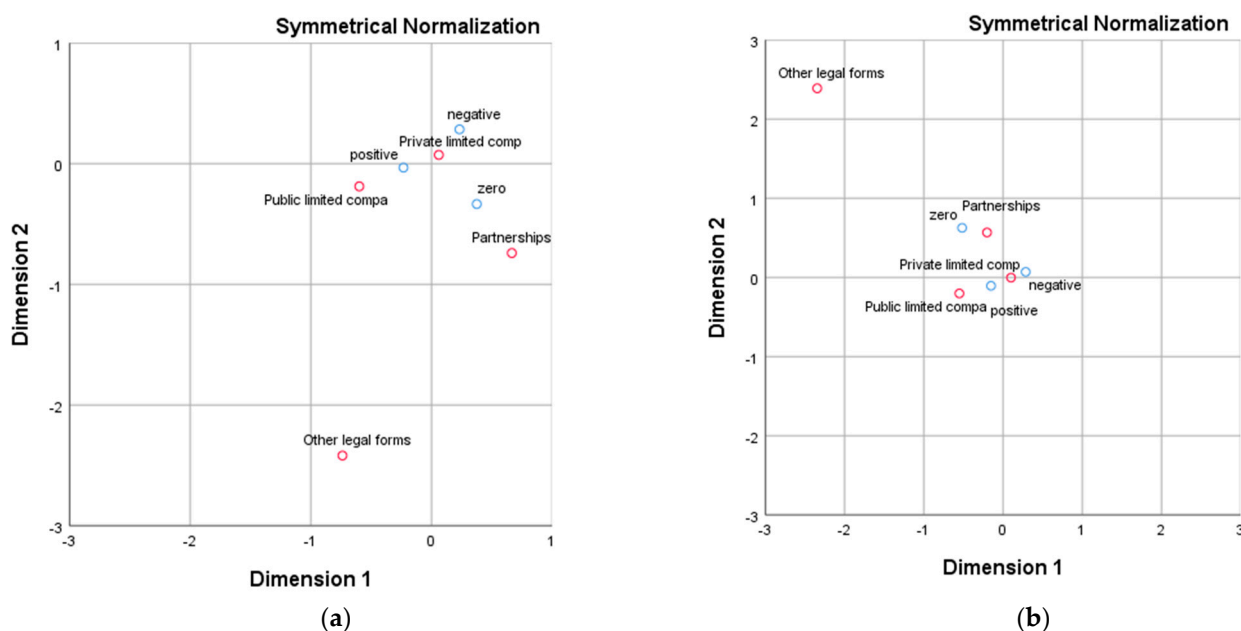 Symmetrical Normalization
1
0
-1
-2
-3
-3
-2
-1
0
1
Dimension 2
Dimension 1
negative
Private limited comp
positive
Public limited compa
zero
Partnerships
Other legal forms
(a)
Symmetrical Normalization
3
2
1
0
-1
-2
-3
-3
-2
-1
0
1
2
3
Dimension 2
Dimension 1
Other legal forms
Partnerships
zero
Private limited comp
negative
Public limited compa
positive
(b)